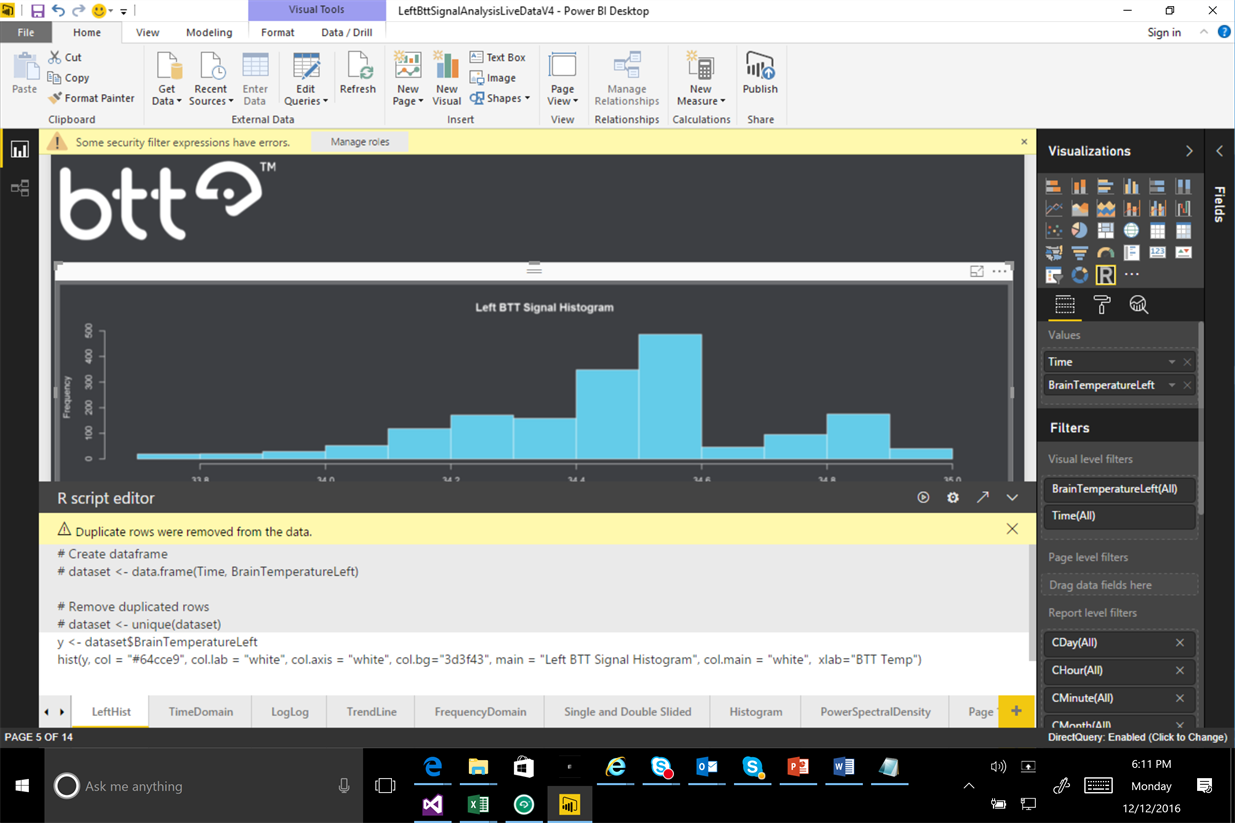 Visual Tools
LeftBttSignalAnalysisLiveDataV4 - Power BI Desktop
File Home View Modeling Format Data / Drill Sign in
Paste
Cut
Copy
Format Painter
Clipboard
Get Data
Recent Sources
Enter Data
Edit Queries
Refresh
External Data
New Page
New Visual
Text Box
Image
Shapes
Insert
Page View
View
Manage Relationships
Relationships
New Measure
Calculations
Publish
Share
Some security filter expressions have errors. Manage roles
btt TM
Left BTT Signal Histogram
Frequency
500
400
300
200
100
0
33.8 34.0 34.2 34.4 34.6 34.8 35.0
R script editor
Duplicate rows were removed from the data.
# Create dataframe
# dataset <- data.frame(Time, BrainTemperatureLeft)
# Remove duplicated rows
# dataset <- unique(dataset)
y <- dataset$BrainTemperatureLeft
hist(y, col = "#64cce9", col.lab = "white", col.axis = "white", col.bg="3d3f43", main = "Left BTT Signal Histogram", col.main = "white", xlab="BTT Temp")
LeftHist TimeDomain LogLog TrendLine FrequencyDomain Single and Double Slided Histogram PowerSpectralDensity Page
PAGE 5 OF 14
Visualizations
Fields
R
Values
Time
BrainTemperatureLeft
Filters
Visual level filters
BrainTemperatureLeft(All)
Time(All)
Page level filters
Drag data fields here
Report level filters
CDay(All)
CHour(All)
CMinute(All)
CMonth(All)
DirectQuery: Enabled (Click to Change)
Ask me anything
6:11 PM
Monday
12/12/2016